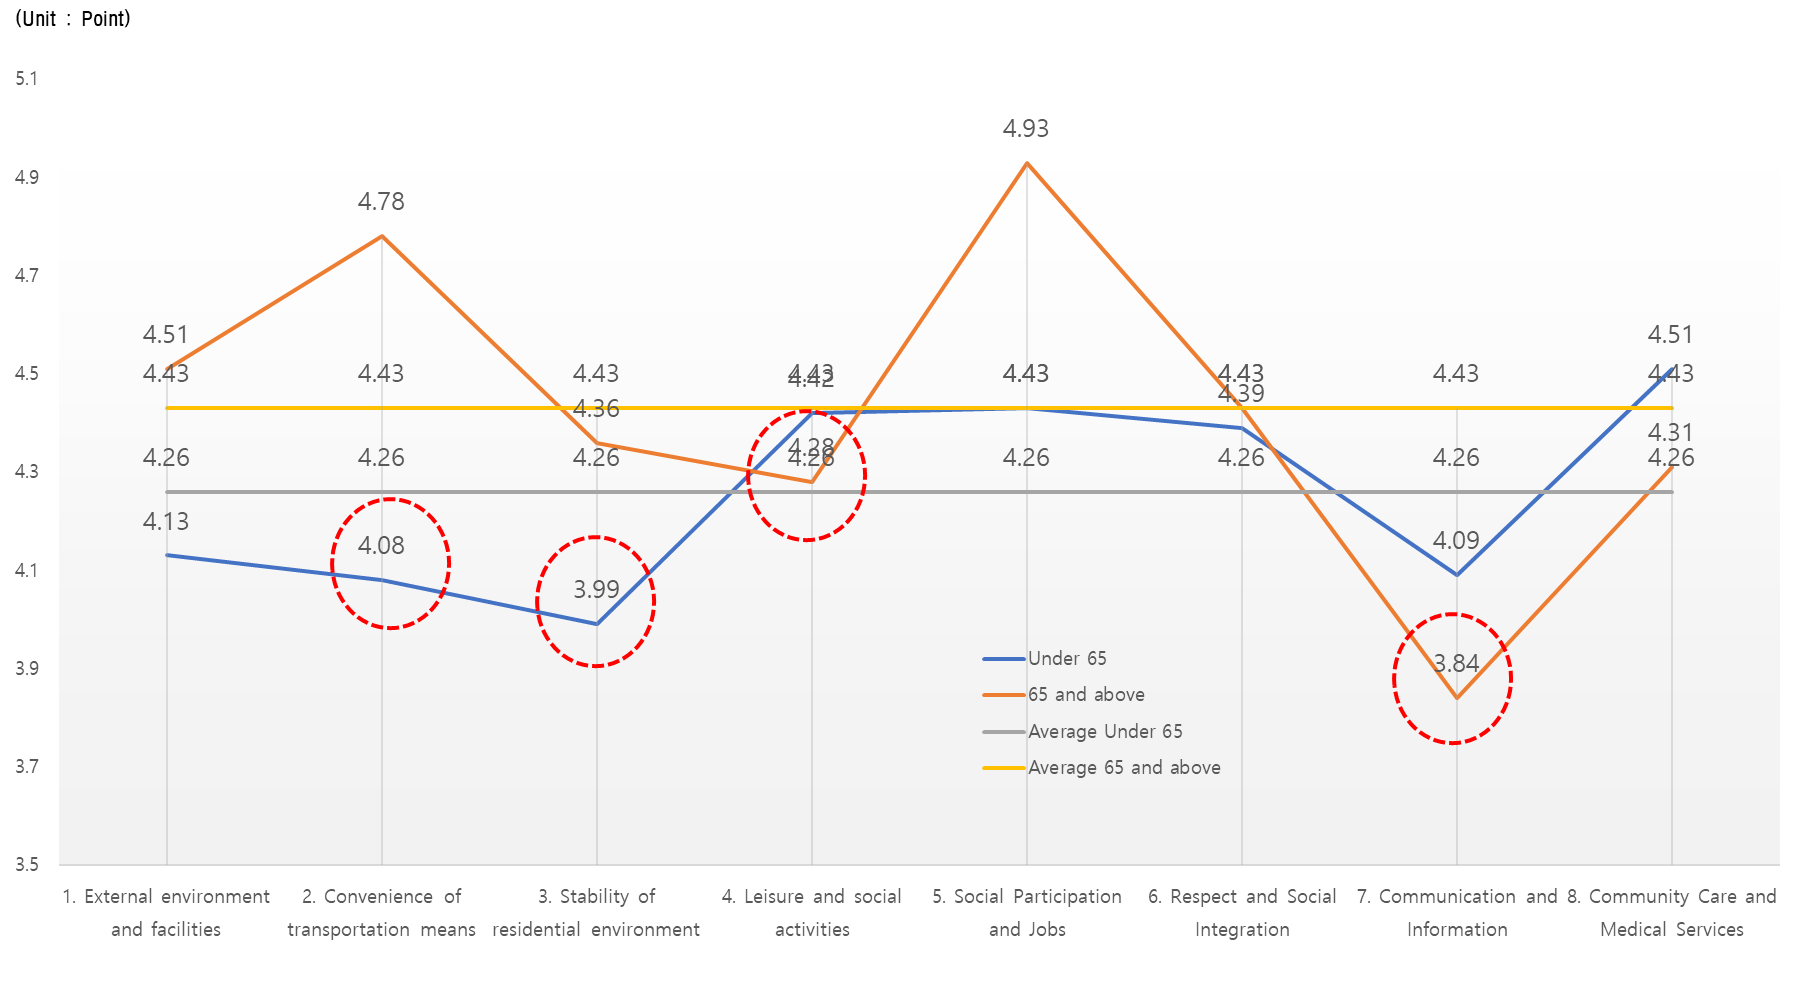 (Unit : Point)
5.1
4.9
4.7
4.5
4.3
4.1
3.9
3.7
3.5
4.93
4.78
4.51
4.51
4.43
4.43
4.43
4.43
4.42
4.43
4.43
4.39
4.43
4.43
4.36
4.31
4.28
4.26
4.26
4.26
4.26
4.26
4.26
4.26
4.26
4.13
4.08
3.99
4.09
3.84
Under 65
65 and above
Average Under 65
Average 65 and above
1. External environment
and facilities
2. Convenience of
transportation means
3. Stability of
residential environment
4. Leisure and social
activities
5. Social Participation
and Jobs
6. Respect and Social
Integration
7. Communication and
Information
8. Community Care and
Medical Services